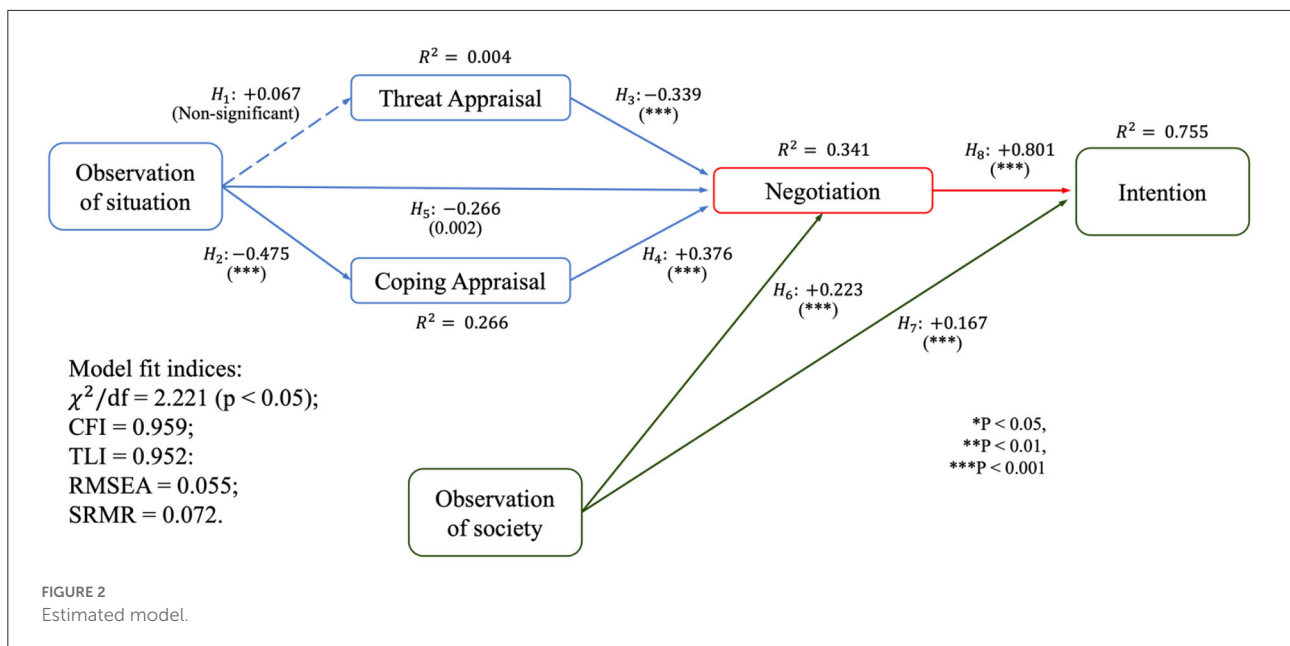 R² = 0.004
H₁: +0.067
(Non-significant)
Threat Appraisal
H₃:−0.339
(***)
R² = 0.755
Observation
of situation
R² = 0.341
H₈: +0.801
(***)
Negotiation
Intention
H₅: −0.266
(0.002)
H₂:−0.475
(***)
Coping Appraisal
H₄: +0.376
(***)
R² = 0.266
H₆: +0.223
(***)
H₇: +0.167
(***)
Model fit indices:
χ²/df = 2.221 (p < 0.05);
CFI = 0.959;
TLI = 0.952:
RMSEA = 0.055;
SRMR = 0.072.
*P < 0.05,
**P < 0.01,
***P < 0.001
Observation
of society
FIGURE 2
Estimated model.